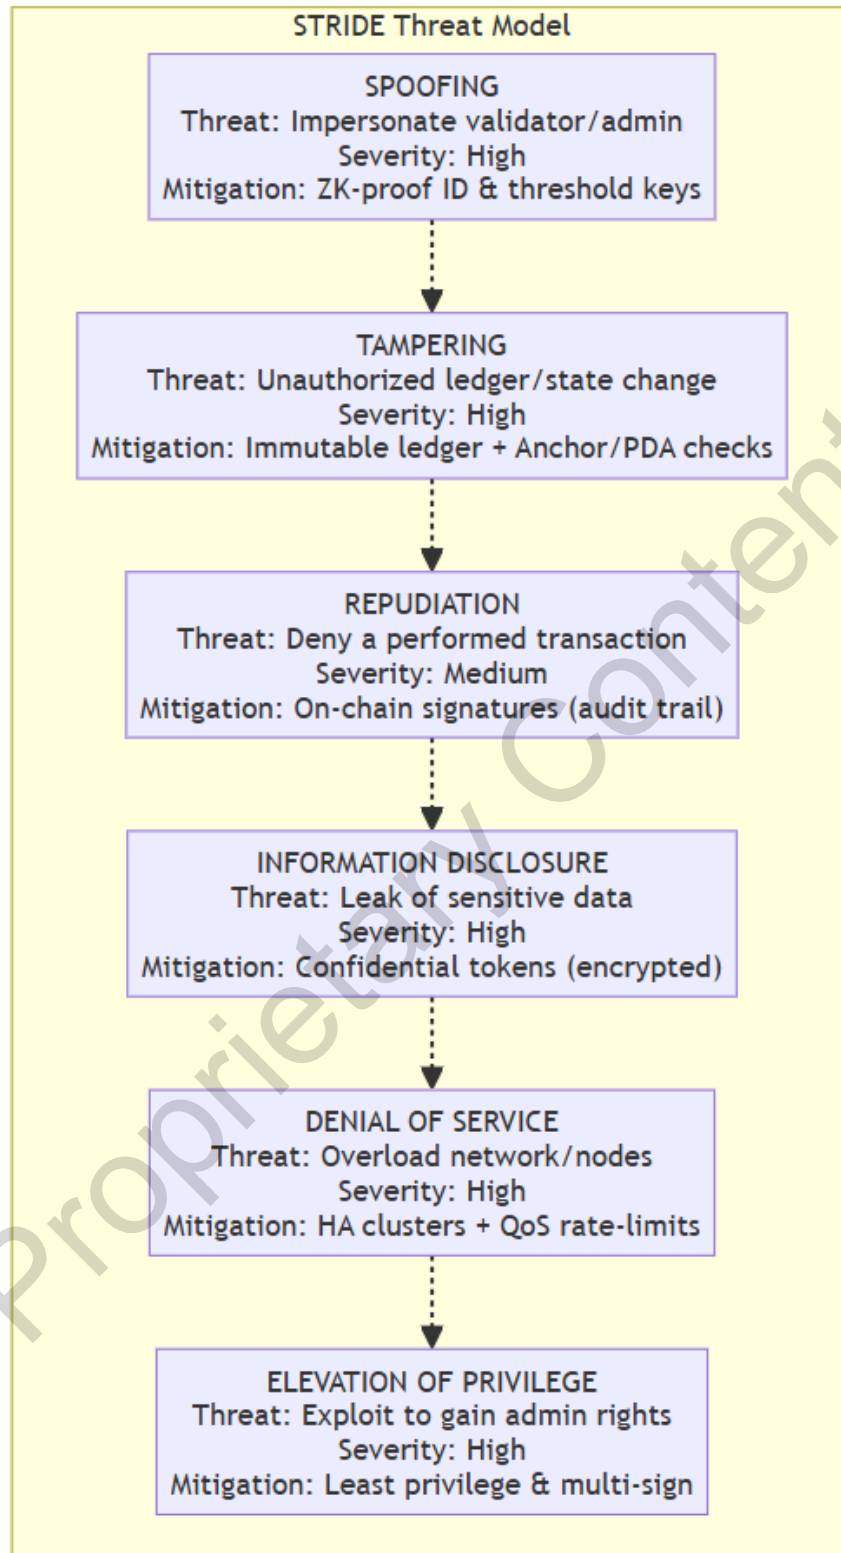 STRIDE Threat Model
SPOOFING
Threat: Impersonate validator/admin
Severity: High
Mitigation: ZK-proof ID & threshold keys
TAMPERING
Threat: Unauthorized ledger/state change
Severity: High
Mitigation: Immutable ledger + Anchor/PDA checks
REPUDIATION
Threat: Deny a performed transaction
Severity: Medium
Mitigation: On-chain signatures (audit trail)
INFORMATION DISCLOSURE
Threat: Leak of sensitive data
Severity: High
Mitigation: Confidential tokens (encrypted)
DENIAL OF SERVICE
Threat: Overload network/nodes
Severity: High
Mitigation: HA clusters + QoS rate-limits
ELEVATION OF PRIVILEGE
Threat: Exploit to gain admin rights
Severity: High
Mitigation: Least privilege & multi-sign
Proprietary Content